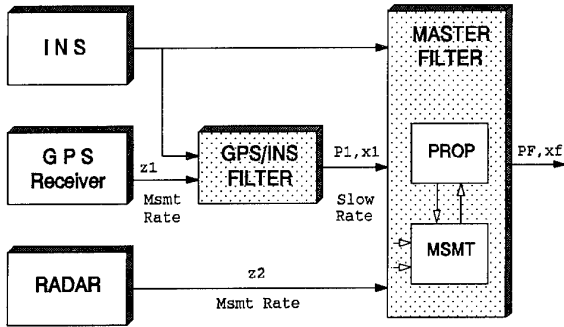 INS
MASTER
FILTER
GPS
Receiver
z1
Msmt
Rate
GPS/INS
FILTER
P1,x1
Slow
Rate
PROP
MSMT
PF,xf
RADAR
z2
Msmt Rate